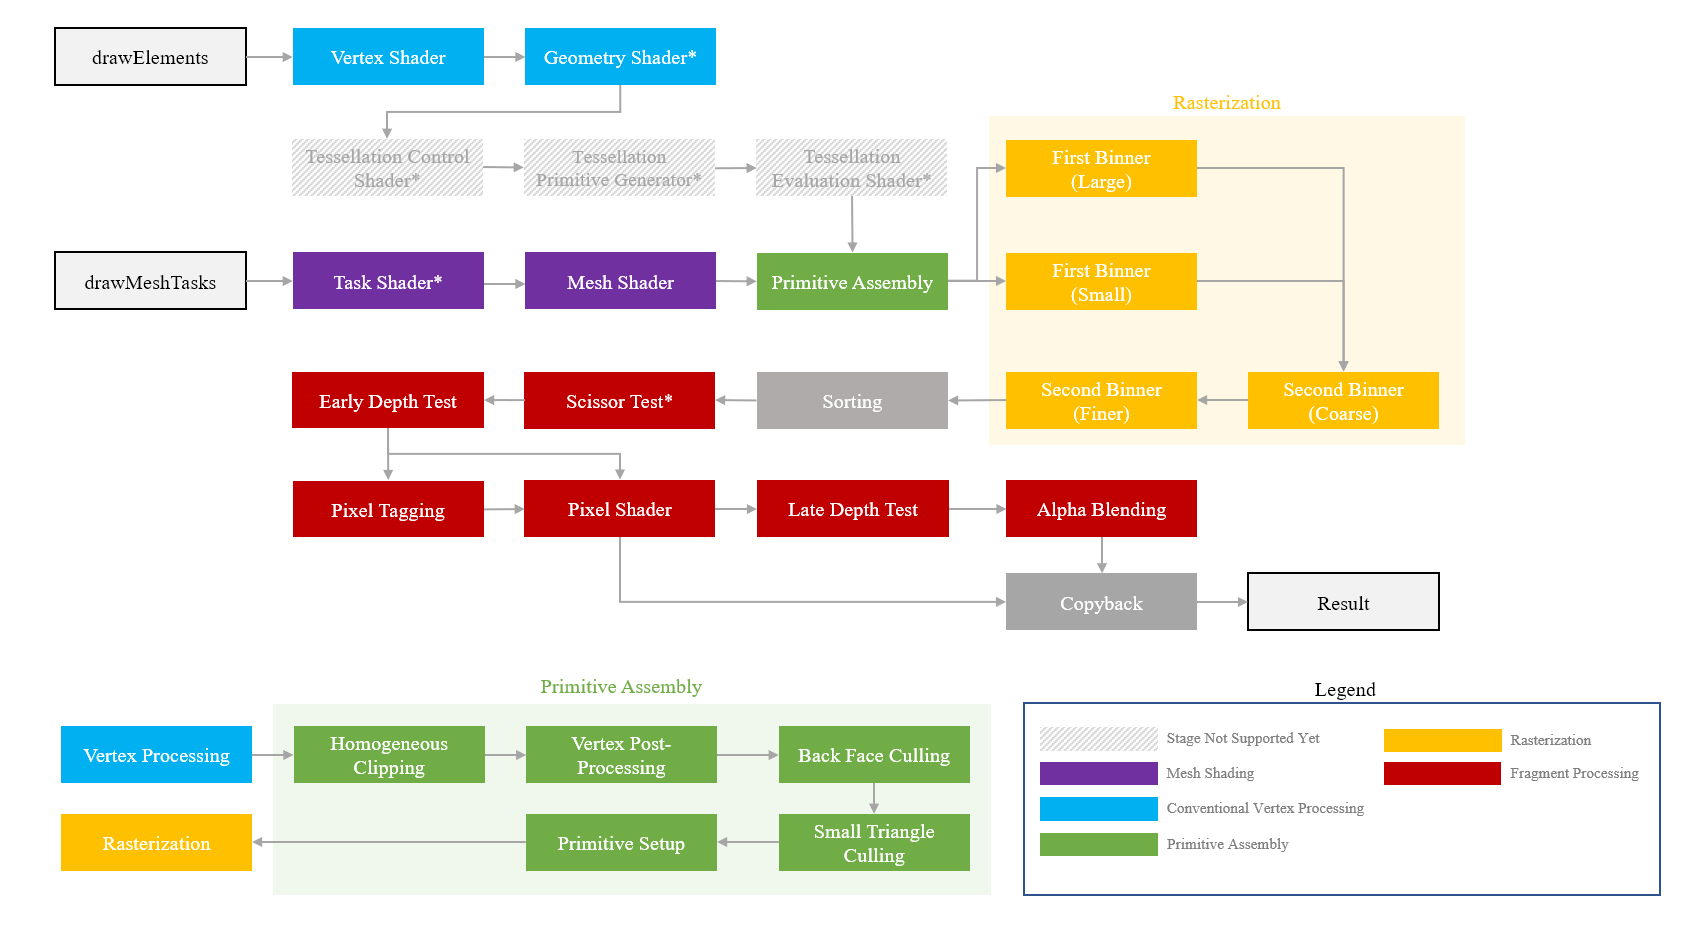 drawElements
Vertex Shader
Geometry Shader*
Rasterization
Tessellation Control
Shader*
Tessellation
Primitive Generator*
Tessellation
Evaluation Shader*
First Binner
(Large)
drawMeshTasks
Task Shader*
Mesh Shader
Primitive Assembly
First Binner
(Small)
Early Depth Test
Scissor Test*
Sorting
Second Binner
(Finer)
Second Binner
(Coarse)
Pixel Tagging
Pixel Shader
Late Depth Test
Alpha Blending
Copyback
Result
Primitive Assembly
Vertex Processing
Homogeneous
Clipping
Vertex Post-
Processing
Back Face Culling
Rasterization
Primitive Setup
Small Triangle
Culling
Legend
Stage Not Supported Yet
Mesh Shading
Conventional Vertex Processing
Primitive Assembly
Rasterization
Fragment Processing